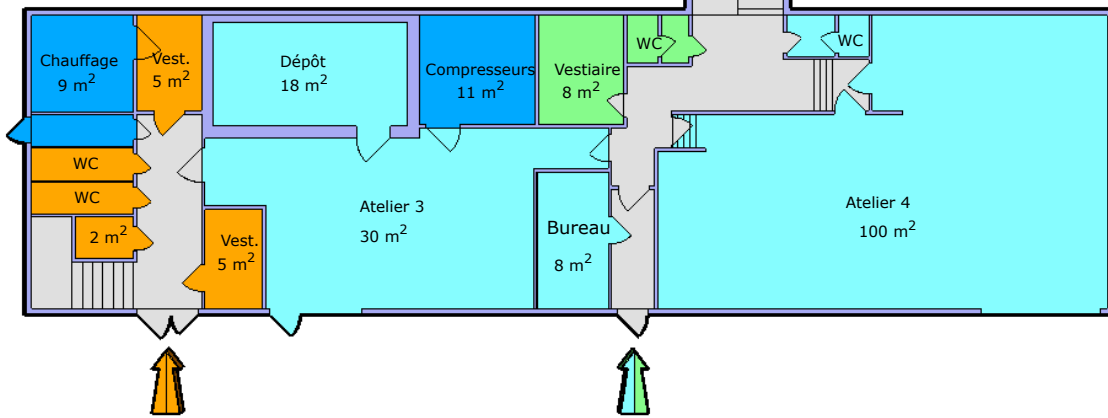 Chauffage
9 m²
Vest.
5 m²
Dépôt
18 m²
Compresseurs
11 m²
Vestiaire
8 m²
WC
WC
WC
WC
2 m²
Vest.
5 m²
Atelier 3
30 m²
Bureau
8 m²
Atelier 4
100 m²